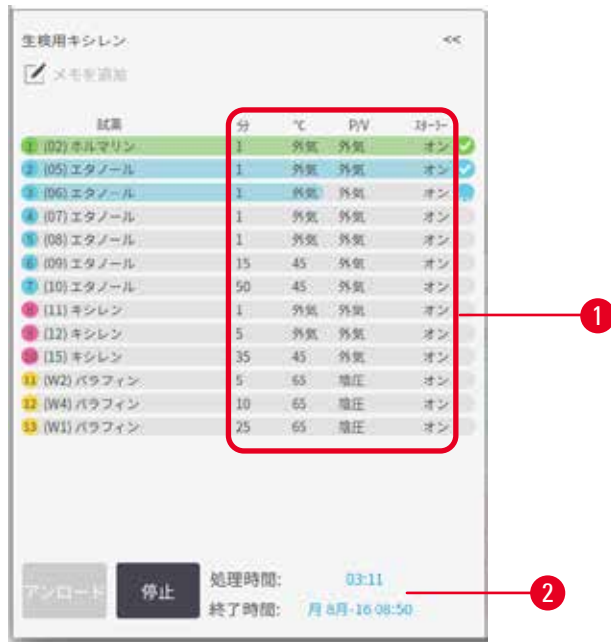 生検用キシレン <<
メモを追加
試薬 分 ℃ P/V ｽﾀｰﾗｰ
1 (02) ホルマリン 1 外気 外気 オン
2 (05) エタノール 1 外気 外気 オン
3 (06) エタノール 1 外気 外気 オン
4 (07) エタノール 1 外気 外気 オン
5 (08) エタノール 1 外気 外気 オン
6 (09) エタノール 15 45 外気 オン
7 (10) エタノール 50 45 外気 オン
8 (11) キシレン 1 外気 外気 オン
9 (12) キシレン 5 外気 外気 オン
10 (15) キシレン 35 45 外気 オン
11 (W2) パラフィン 5 65 陰圧 オン
12 (W4) パラフィン 10 65 陰圧 オン
13 (W1) パラフィン 25 65 陰圧 オン
1
アンロード 停止 処理時間: 03:11
終了時間: 月 8月-16 08:50
2